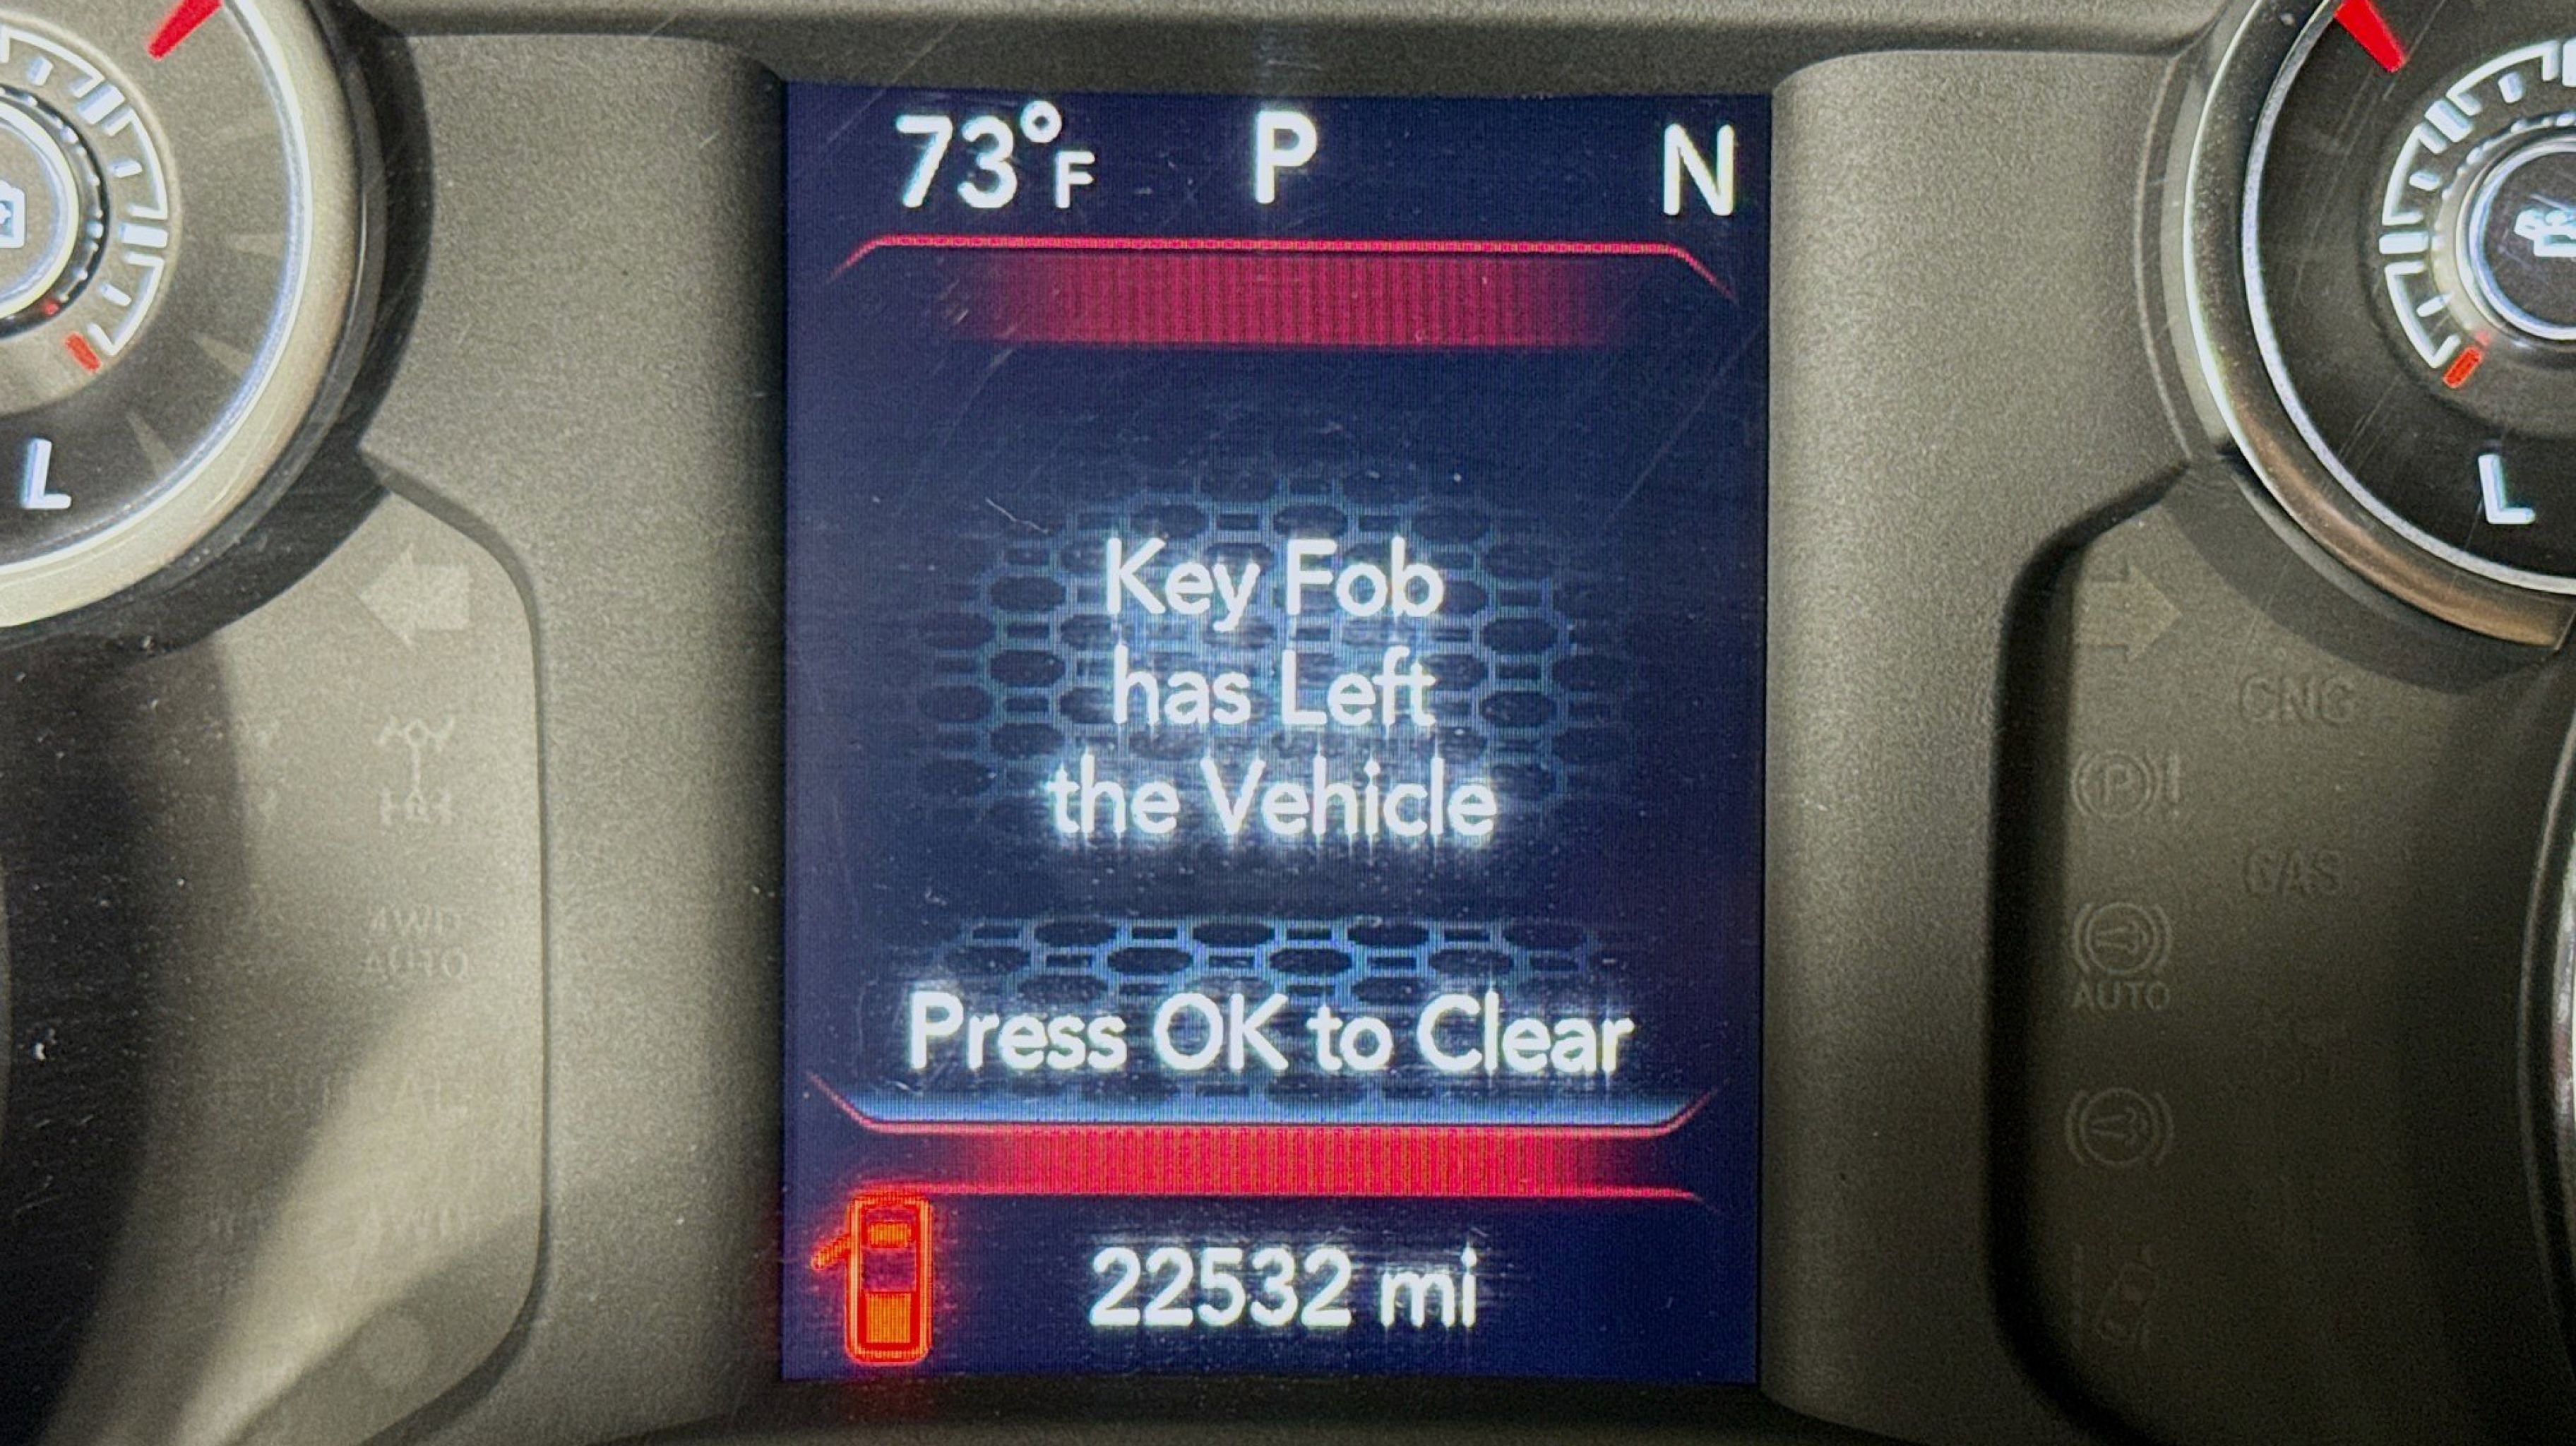 73°F P N
Key Fob
has Left
the Vehicle
Press OK to Clear
22532 mi
L
L
4WD
AUTO
CNG
(P)!
GAS
AUTO